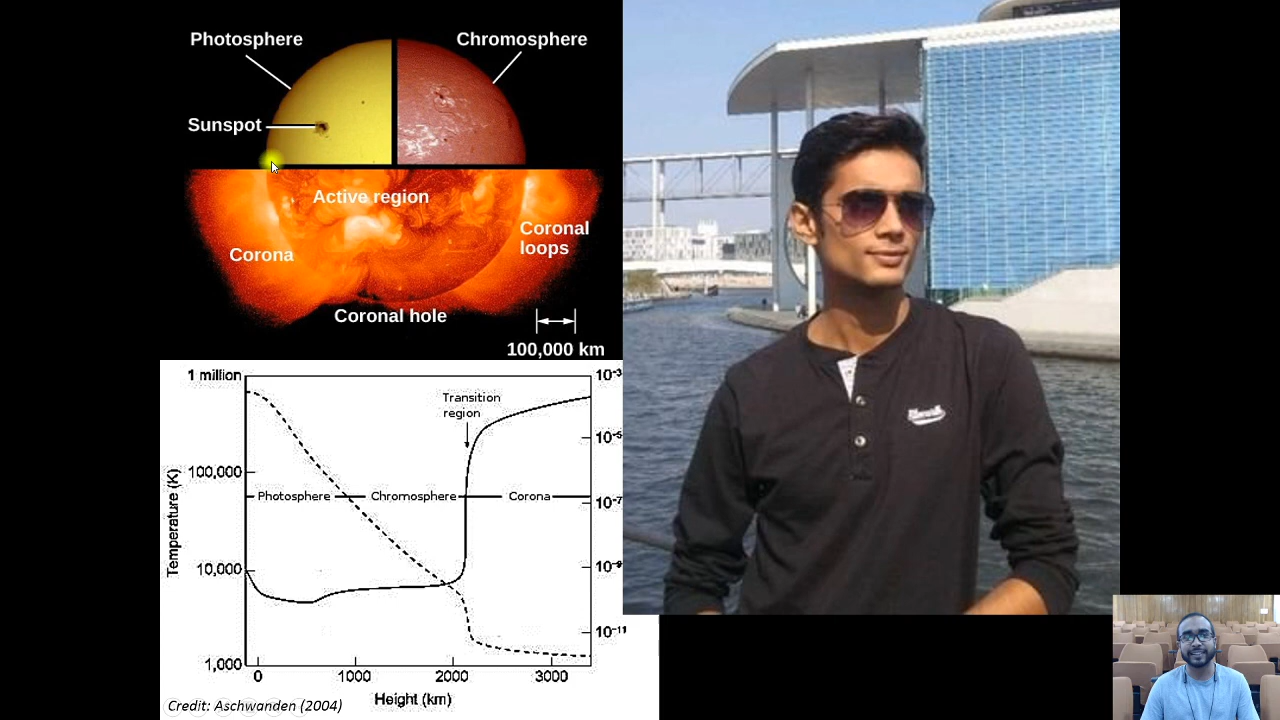 Photosphere
Chromosphere
Sunspot
Active region
Coronal
loops
Corona
Coronal hole
100,000 km
1 million
10⁻³
Transition
region
10⁻⁵
100,000
Photosphere
Chromosphere
Corona
10⁻⁷
Temperature (K)
10,000
10⁻⁹
10⁻¹¹
1,000
0
1000
2000
3000
Height (km)
Credit: Aschwanden (2004)